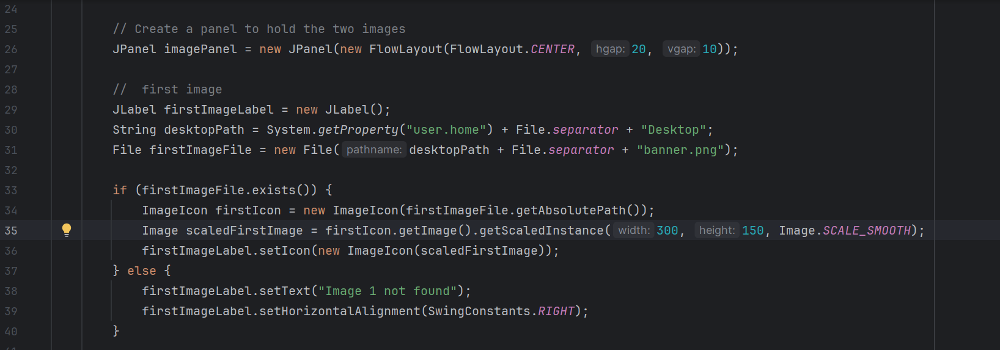 24
25 // Create a panel to hold the two images
26 JPanel imagePanel = new JPanel(new FlowLayout(FlowLayout.CENTER, hgap: 20, vgap: 10));
27
28 //  first image
29 JLabel firstImageLabel = new JLabel();
30 String desktopPath = System.getProperty("user.home") + File.separator + "Desktop";
31 File firstImageFile = new File( pathname: desktopPath + File.separator + "banner.png");
32
33 if (firstImageFile.exists()) {
34 ImageIcon firstIcon = new ImageIcon(firstImageFile.getAbsolutePath());
35 Image scaledFirstImage = firstIcon.getImage().getScaledInstance( width: 300, height: 150, Image.SCALE_SMOOTH);
36 firstImageLabel.setIcon(new ImageIcon(scaledFirstImage));
37 } else {
38 firstImageLabel.setText("Image 1 not found");
39 firstImageLabel.setHorizontalAlignment(SwingConstants.RIGHT);
40 }